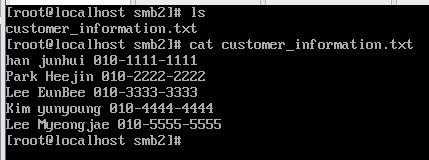 [root@localhost smb2]# ls
customer_information.txt
[root@localhost smb2]# cat customer_information.txt
han junhui 010-1111-1111
Park Heejin 010-2222-2222
Lee EunBee 010-3333-3333
Kim yunyoung 010-4444-4444
Lee Myeongjae 010-5555-5555
[root@localhost smb2]#